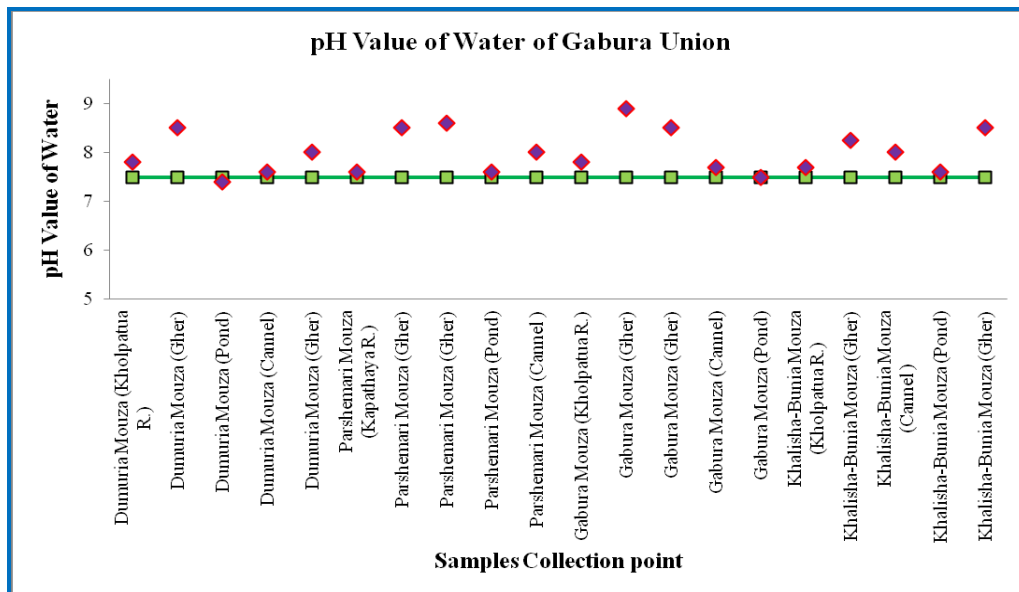 pH Value of Water of Gabura Union
pH Value of Water
9
8
7
6
5
Dumuria Mouza (Kholpatua
R.)
Dumuria Mouza (Gher)
Dumuria Mouza (Pond)
Dumuria Mouza (Cannel)
Dumuria Mouza (Gher)
Parshemari Mouza
(Kapathaya R.)
Parshemari Mouza (Gher)
Parshemari Mouza (Gher)
Parshemari Mouza (Pond)
Parshemari Mouza (Cannel)
Gabura Mouza (Kholpatua R.)
Gabura Mouza (Gher)
Gabura Mouza (Gher)
Gabura Mouza (Cannel)
Gabura Mouza (Pond)
Khalisha-Bunia Mouza
(Kholpatua R.)
Khalisha-Bunia Mouza (Gher)
Khalisha-Bunia Mouza
(Cannel)
Khalisha-Bunia Mouza (Pond)
Khalisha-Bunia Mouza (Gher)
Samples Collection point